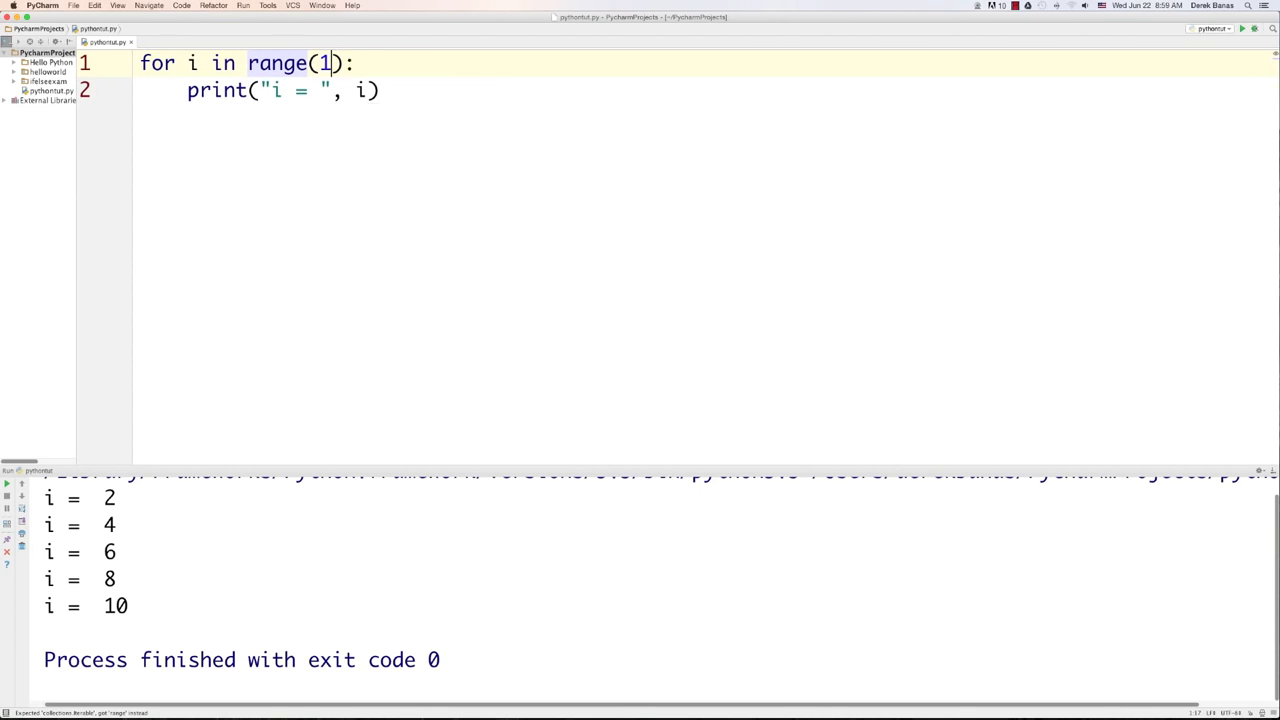 PyCharm File Edit View Navigate Code Refactor Run Tools VCS Window Help
10 Wed Jun 22 8:59 AM Derek Banas
pythontut.py - PycharmProjects - [~/PycharmProjects]
PycharmProjects pythontut.py
pythontut
pythontut.py
PycharmProject
Hello Python
helloworld
ifelseexam
pythontut.py
External Librarie
1 for i in range(1):
2 print("i = ", i)
Run pythontut
i = 2
i = 4
i = 6
i = 8
i = 10
Process finished with exit code 0
Expected 'collections.Iterable', got 'range' instead
1:17 LF÷ UTF-8÷